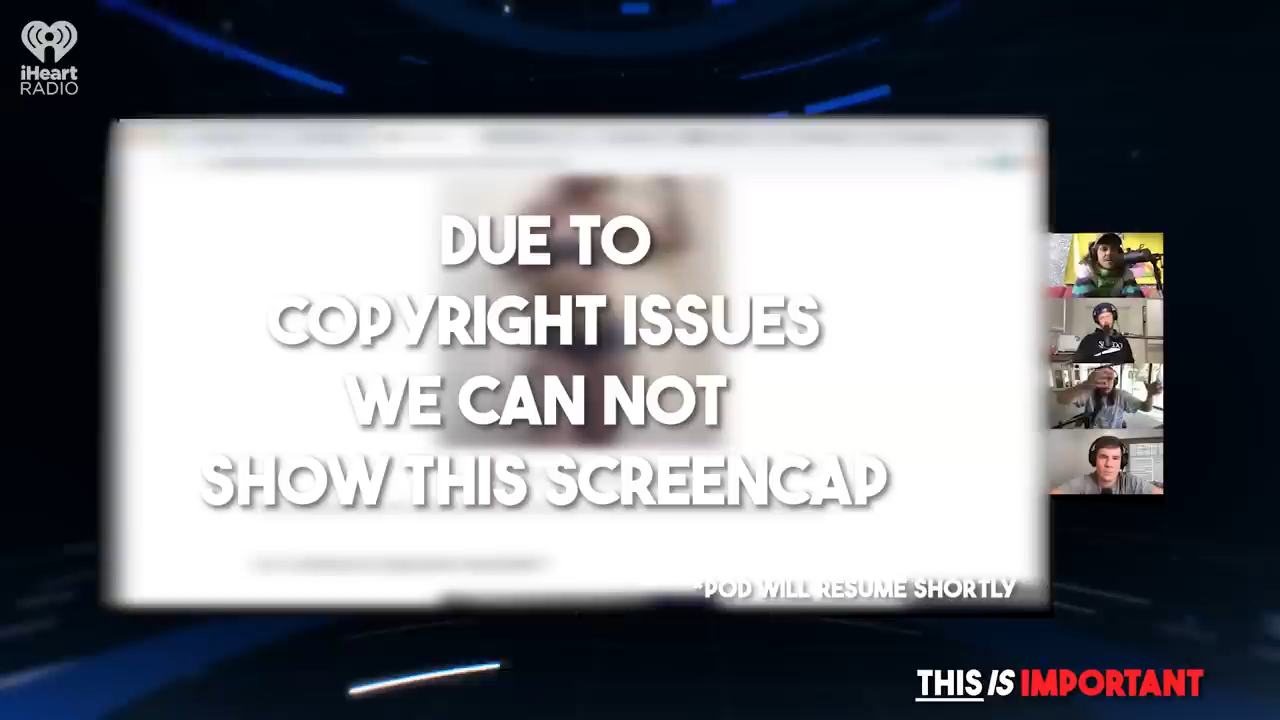 iHeart
RADIO
DUE TO
COPYRIGHT ISSUES
WE CAN NOT
SHOW THIS SCREENCAP
*POD WILL RESUME SHORTLY
THIS IS IMPORTANT